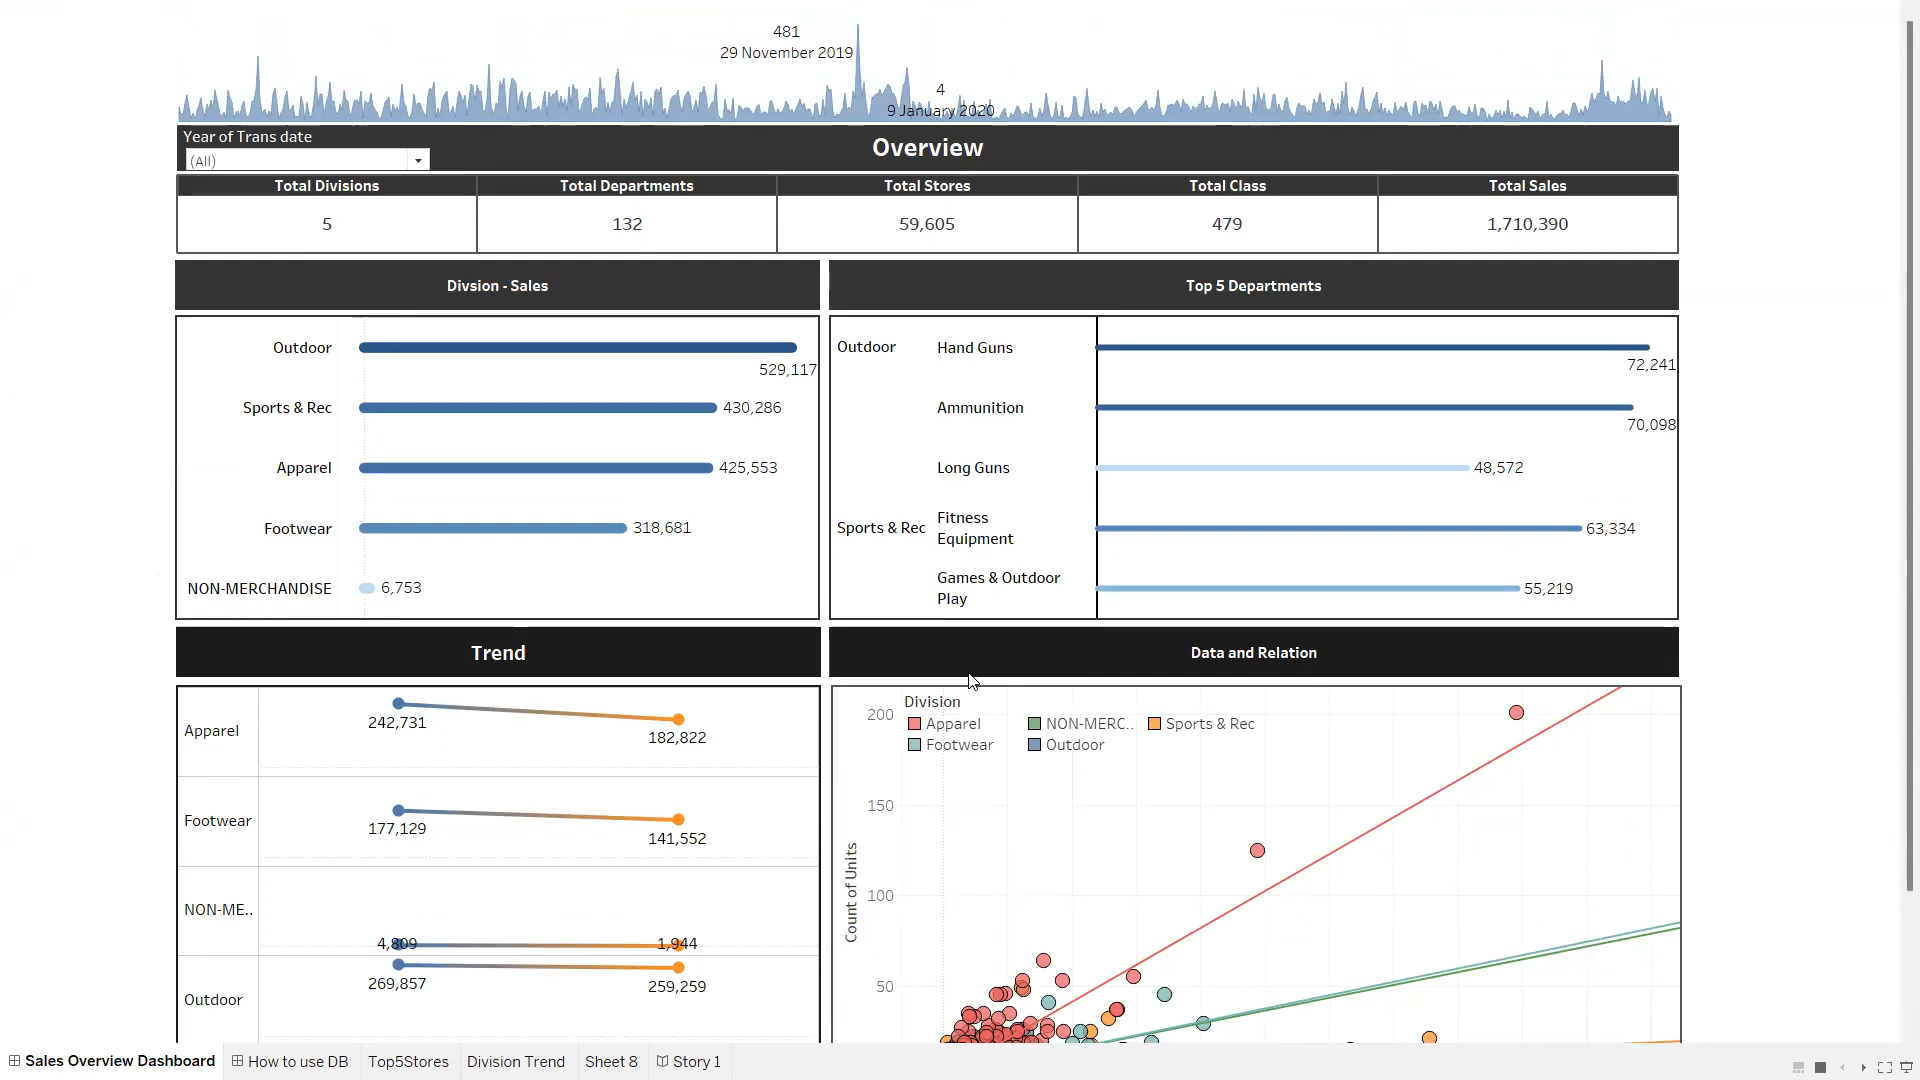 481
29 November 2019
4
9 January 2020
Year of Trans date
(All)
Overview
Total Divisions
Total Departments
Total Stores
Total Class
Total Sales
5
132
59,605
479
1,710,390
Divsion - Sales
Top 5 Departments
Outdoor
529,117
Sports & Rec
430,286
Apparel
425,553
Footwear
318,681
NON-MERCHANDISE
6,753
Outdoor
Hand Guns
72,241
Ammunition
70,098
Long Guns
48,572
Sports & Rec
Fitness
Equipment
63,334
Games & Outdoor
Play
55,219
Trend
Data and Relation
Apparel
242,731
182,822
Footwear
177,129
141,552
NON-ME..
4,809
1,944
Outdoor
269,857
259,259
Division
Apparel
NON-MERC..
Sports & Rec
Footwear
Outdoor
200
150
100
50
Count of Units
Sales Overview Dashboard
How to use DB
Top5Stores
Division Trend
Sheet 8
Story 1